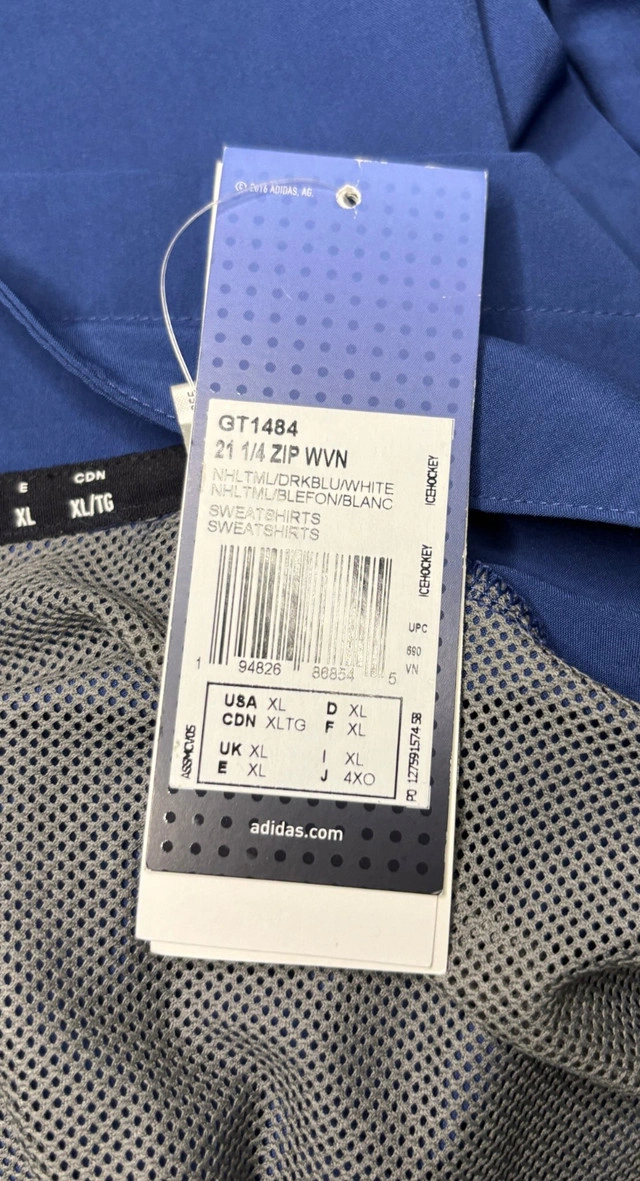 © 2016 ADIDAS, AG.
GT1484
21 1/4 ZIP WVN
NHLTML/DRKBLU/WHITE
NHLTML/BLEFON/BLANC
SWEATSHIRTS
SWEATSHIRTS
ICEHOCKEY
ICEHOCKEY
UPC
690
VN
1 94826 86854 5
USA XL D XL
CDN XLTG F XL
UK XL I XL
E XL J 4XO
PO 127591574 58
adidas.com
E CDN
XL XL/TG